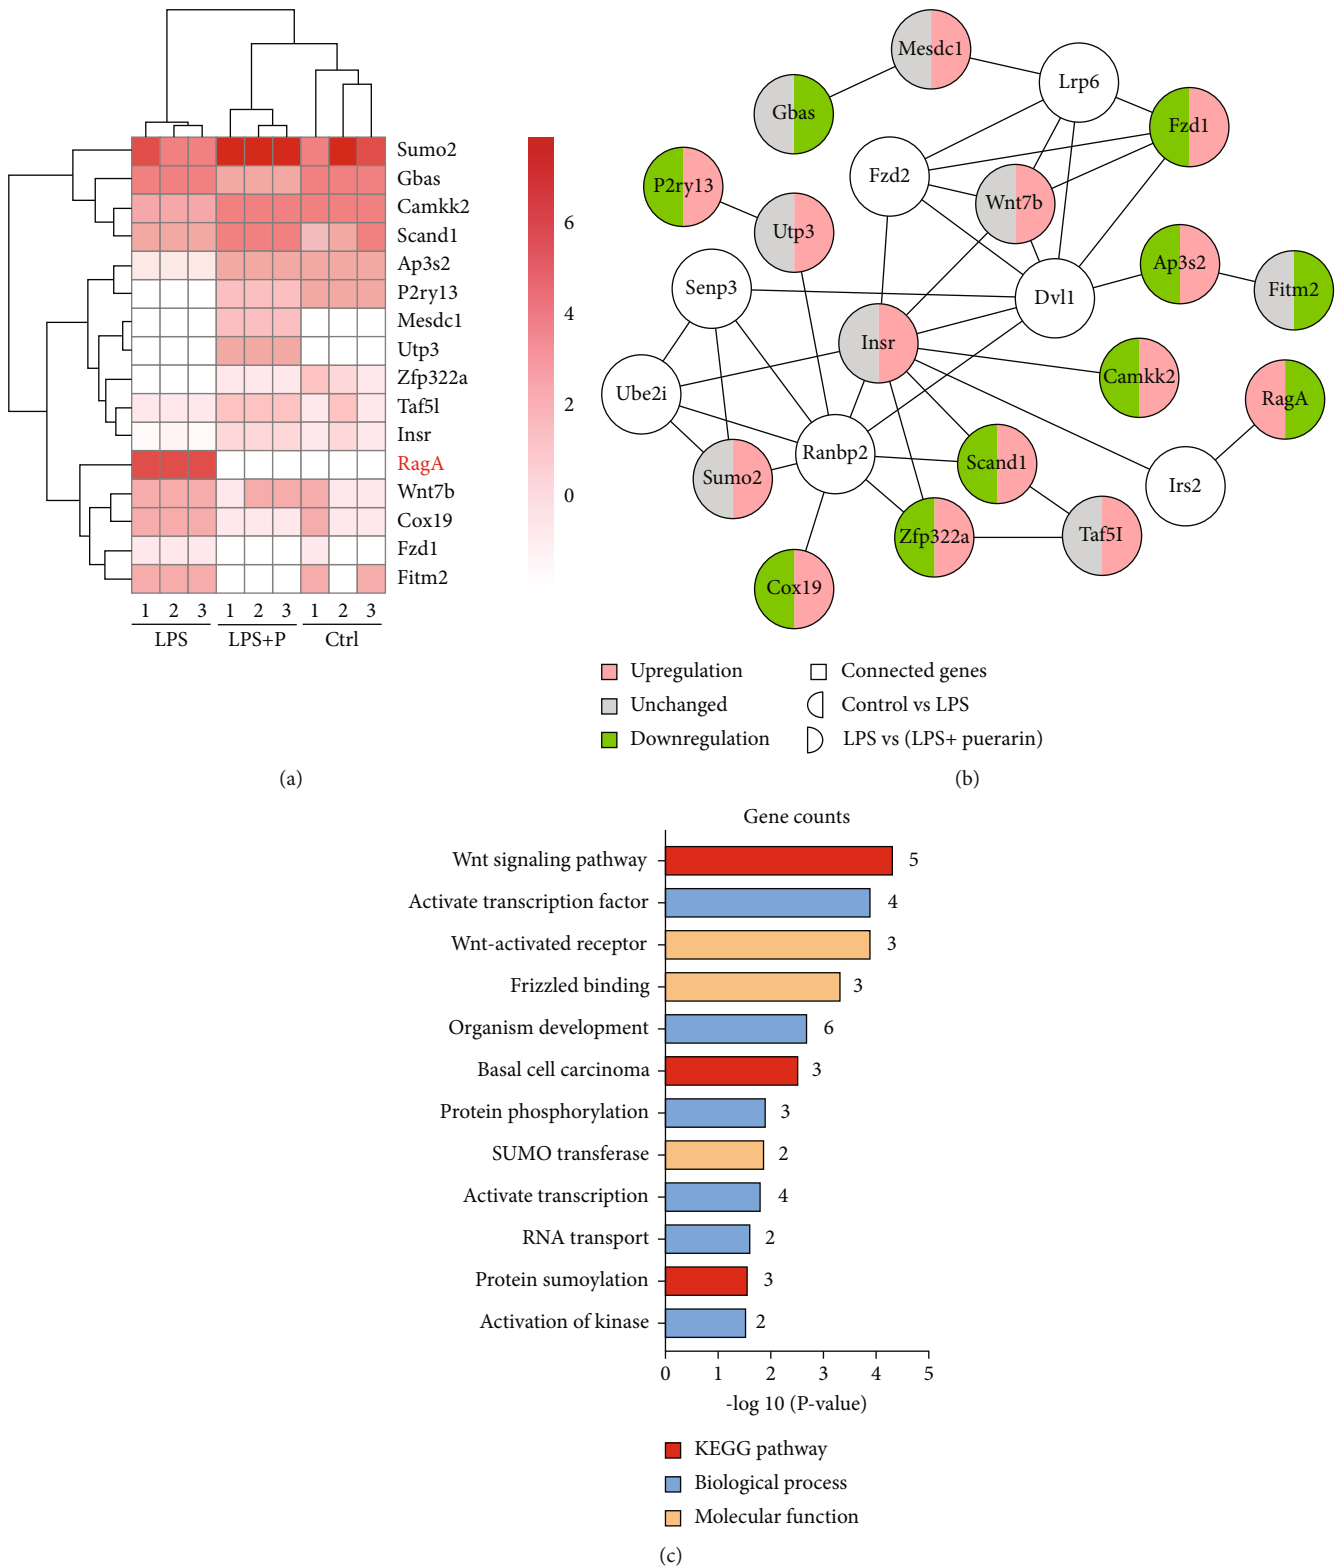 Sumo2
Gbas
Camkk2
Scand1
Ap3s2
P2ry13
Mesdc1
Utp3
Zfp322a
Taf5l
Insr
RagA
Wnt7b
Cox19
Fzd1
Fitm2
1 2 3 1 2 3 1 2 3
LPS LPS+P Ctrl
6
4
2
0
(a)
Mesdc1
Lrp6
Gbas
Fzd1
P2ry13
Fzd2
Wnt7b
Utp3
Senp3
Dvl1
Ap3s2
Fitm2
Insr
Ube2i
Camkk2
RagA
Ranbp2
Sumo2
Scand1
Irs2
Zfp322a
Taf5I
Cox19
Upregulation
Unchanged
Downregulation
Connected genes
Control vs LPS
LPS vs (LPS+ puerarin)
(b)
Gene counts
Wnt signaling pathway 5
Activate transcription factor 4
Wnt-activated receptor 3
Frizzled binding 3
Organism development 6
Basal cell carcinoma 3
Protein phosphorylation 3
SUMO transferase 2
Activate transcription 4
RNA transport 2
Protein sumoylation 3
Activation of kinase 2
0 1 2 3 4 5
-log 10 (P-value)
KEGG pathway
Biological process
Molecular function
(c)